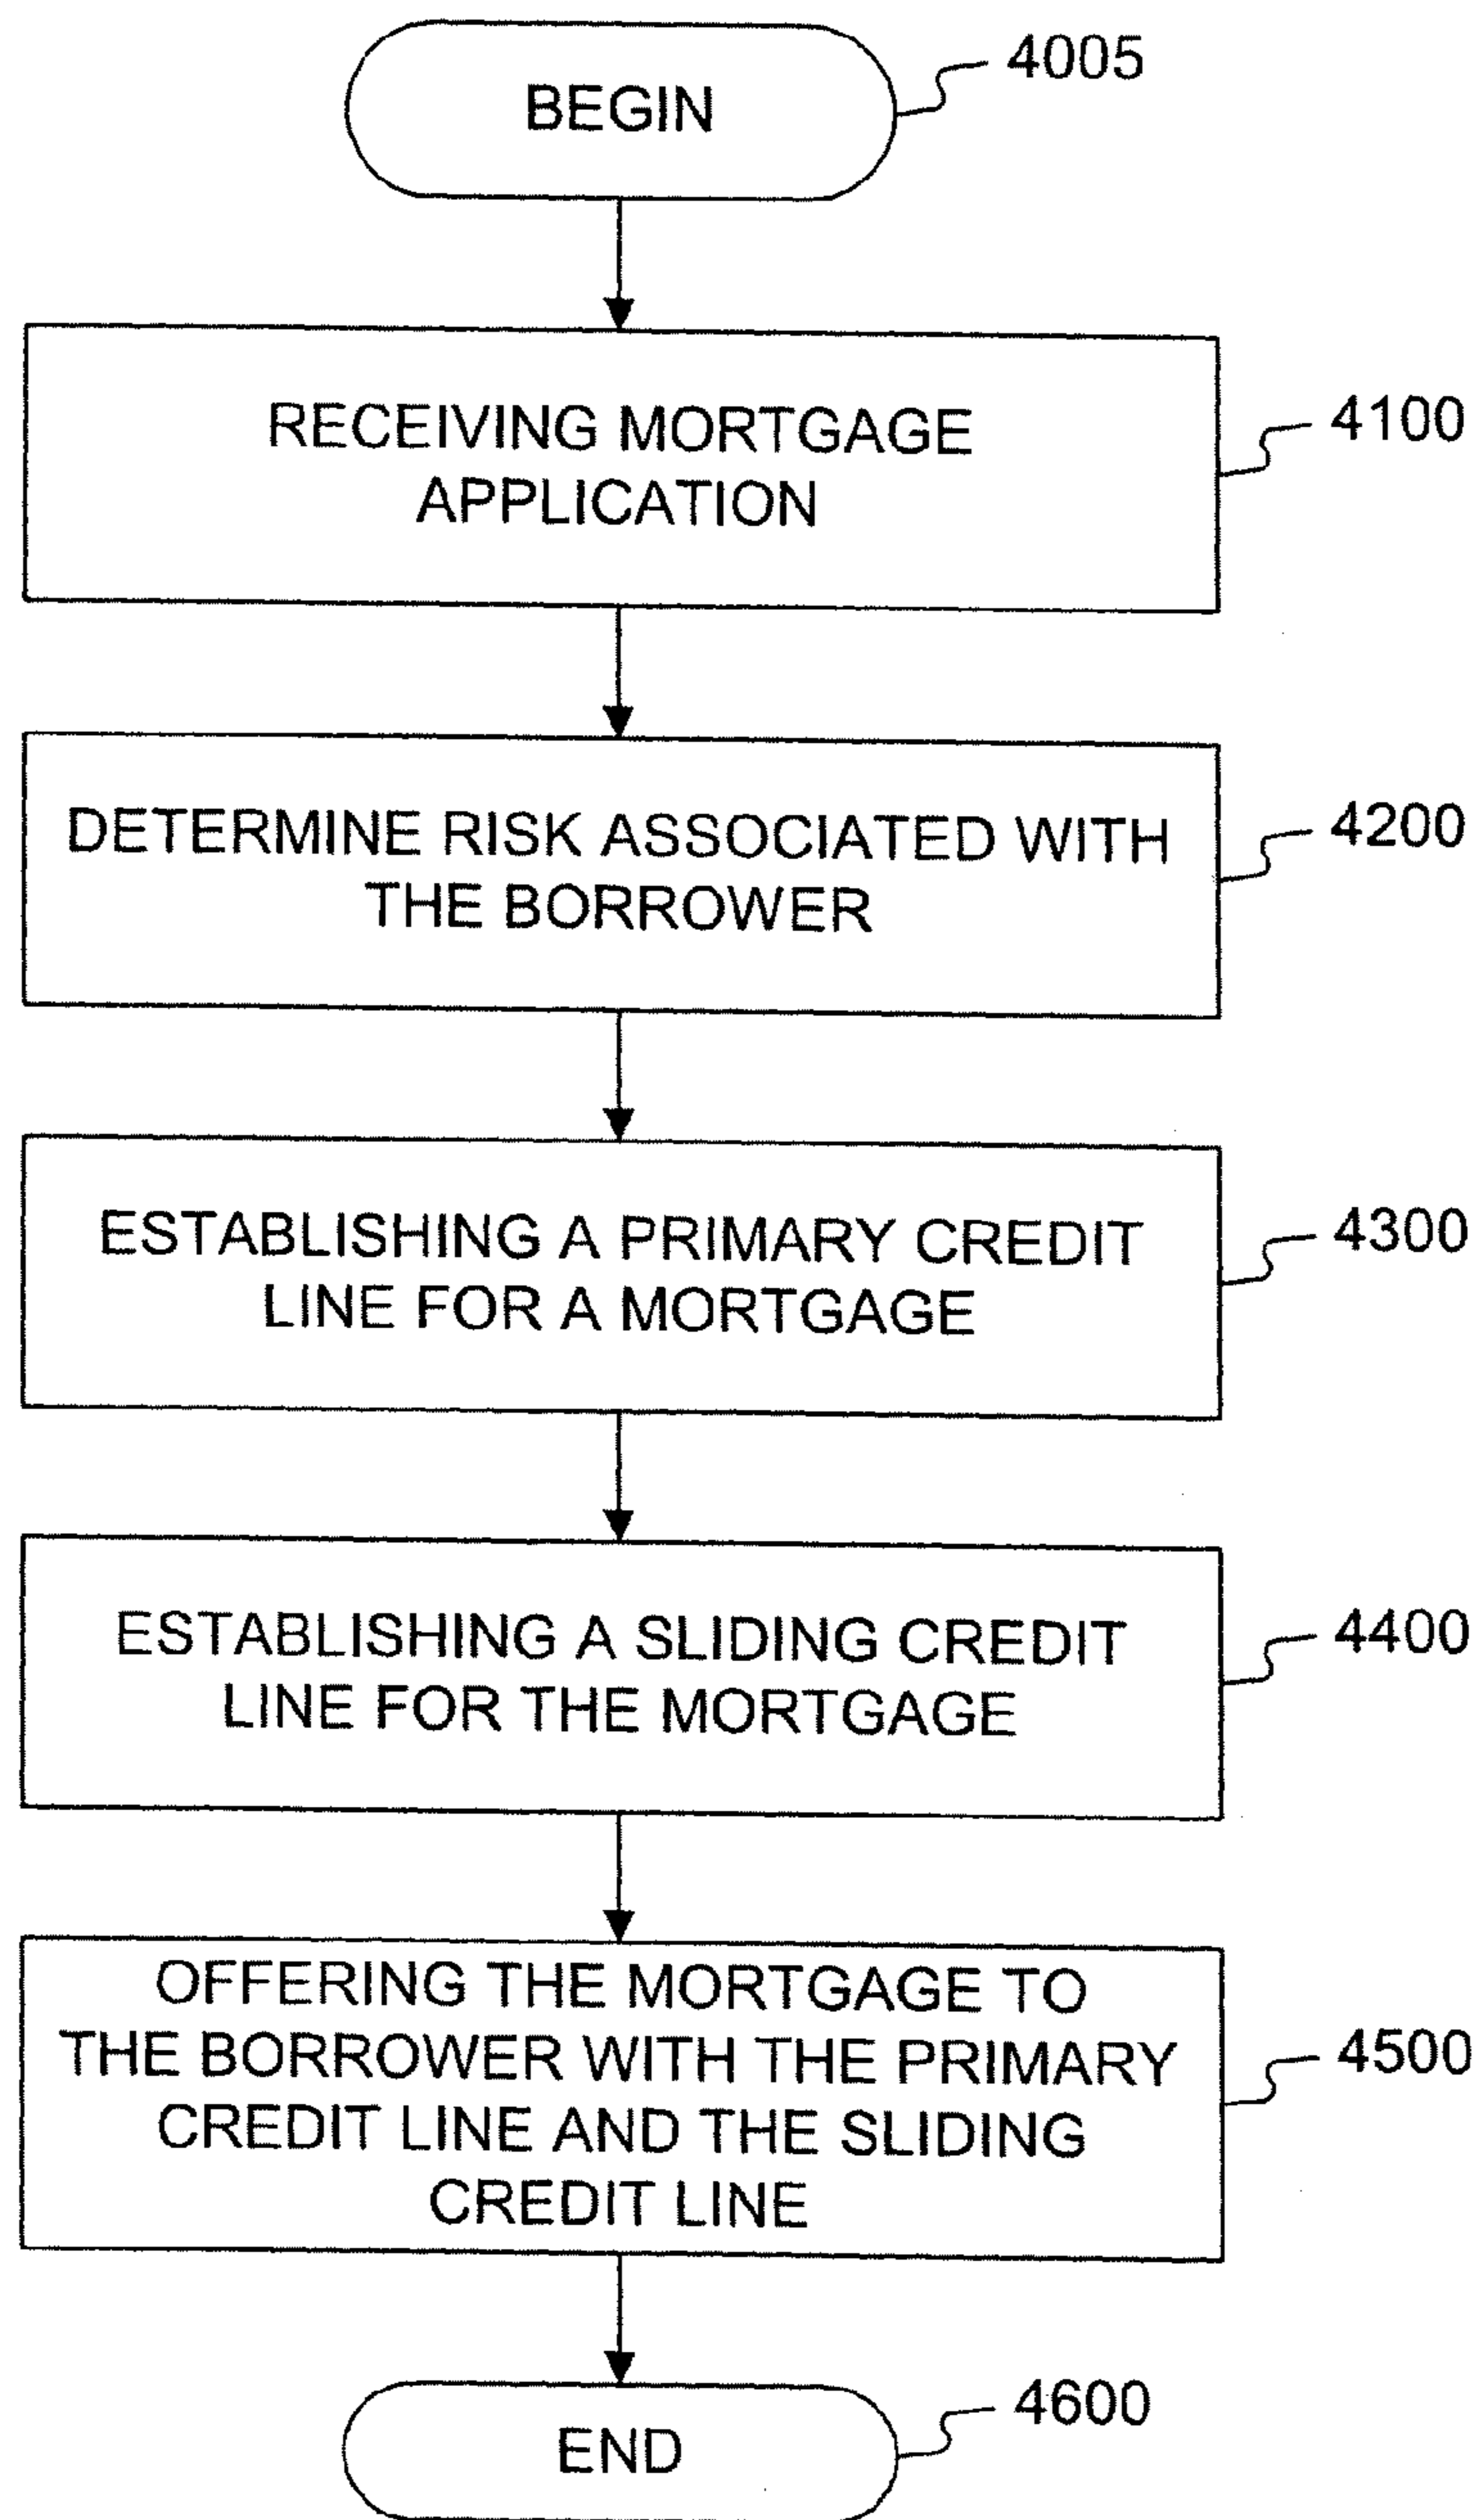 BEGIN
4005
RECEIVING MORTGAGE
APPLICATION
4100
DETERMINE RISK ASSOCIATED WITH
THE BORROWER
4200
ESTABLISHING A PRIMARY CREDIT
LINE FOR A MORTGAGE
4300
ESTABLISHING A SLIDING CREDIT
LINE FOR THE MORTGAGE
4400
OFFERING THE MORTGAGE TO
THE BORROWER WITH THE PRIMARY
CREDIT LINE AND THE SLIDING
CREDIT LINE
4500
END
4600